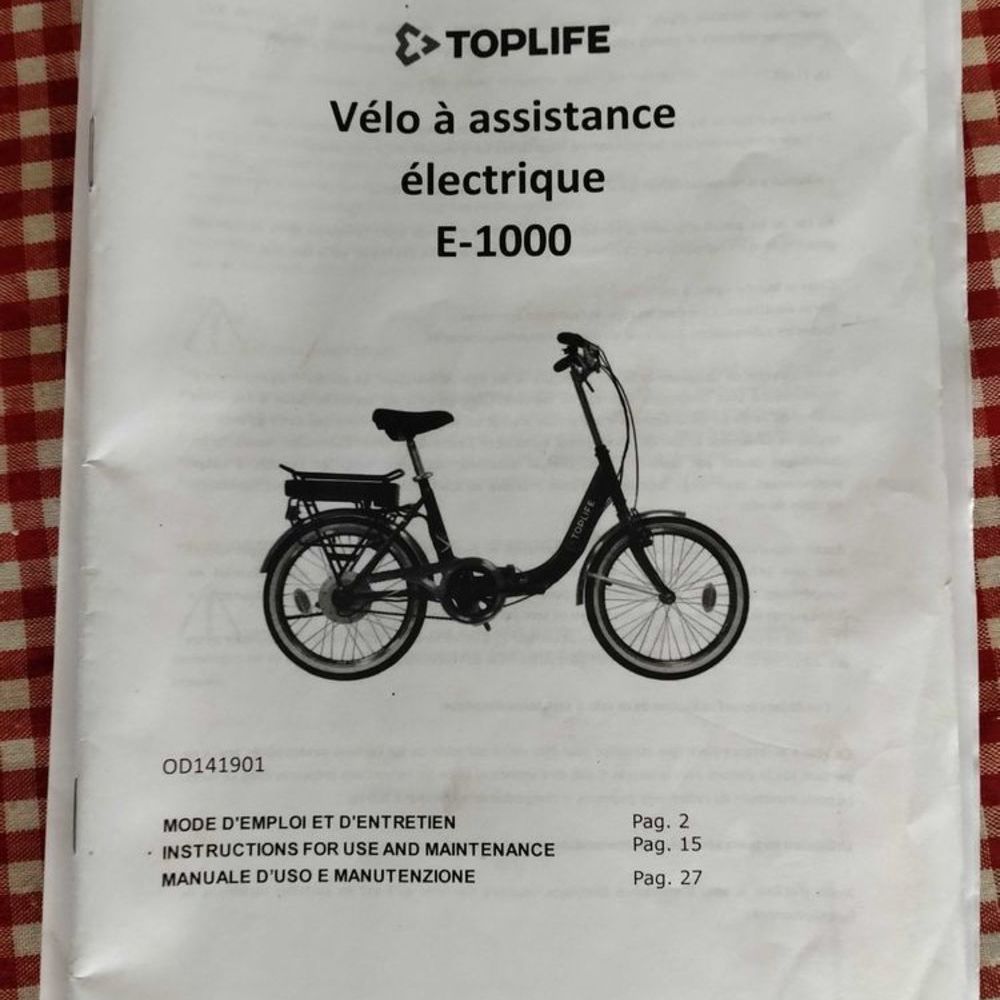 TOPLIFE
Vélo à assistance
électrique
E-1000
TOPLIFE
OD141901
MODE D'EMPLOI ET D'ENTRETIEN Pag. 2
INSTRUCTIONS FOR USE AND MAINTENANCE Pag. 15
MANUALE D'USO E MANUTENZIONE Pag. 27